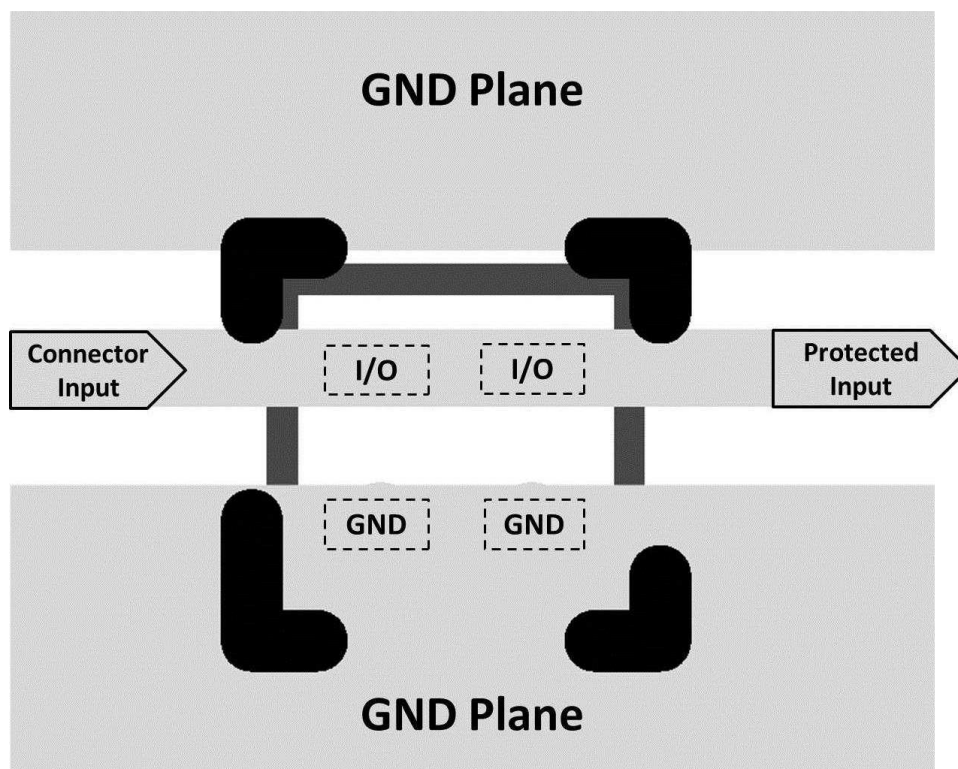 GND Plane
Connector
Input
I/O
I/O
Protected
Input
GND
GND
GND Plane